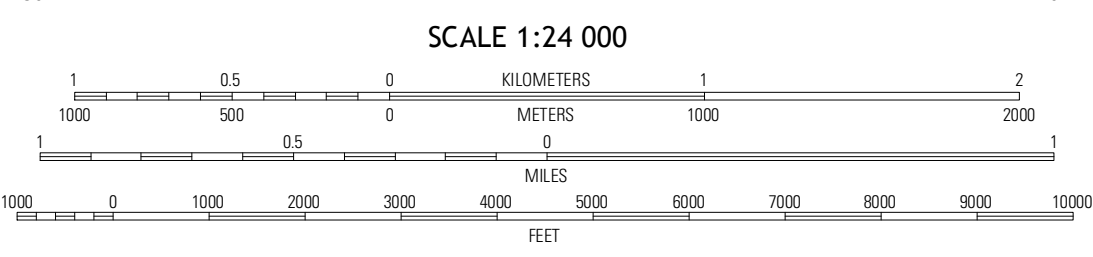 SCALE 1:24 000
1 0.5 0 KILOMETERS 1 2
1000 500 0 METERS 1000 2000
1 0.5 0 1
MILES
1000 0 1000 2000 3000 4000 5000 6000 7000 8000 9000 10000
FEET